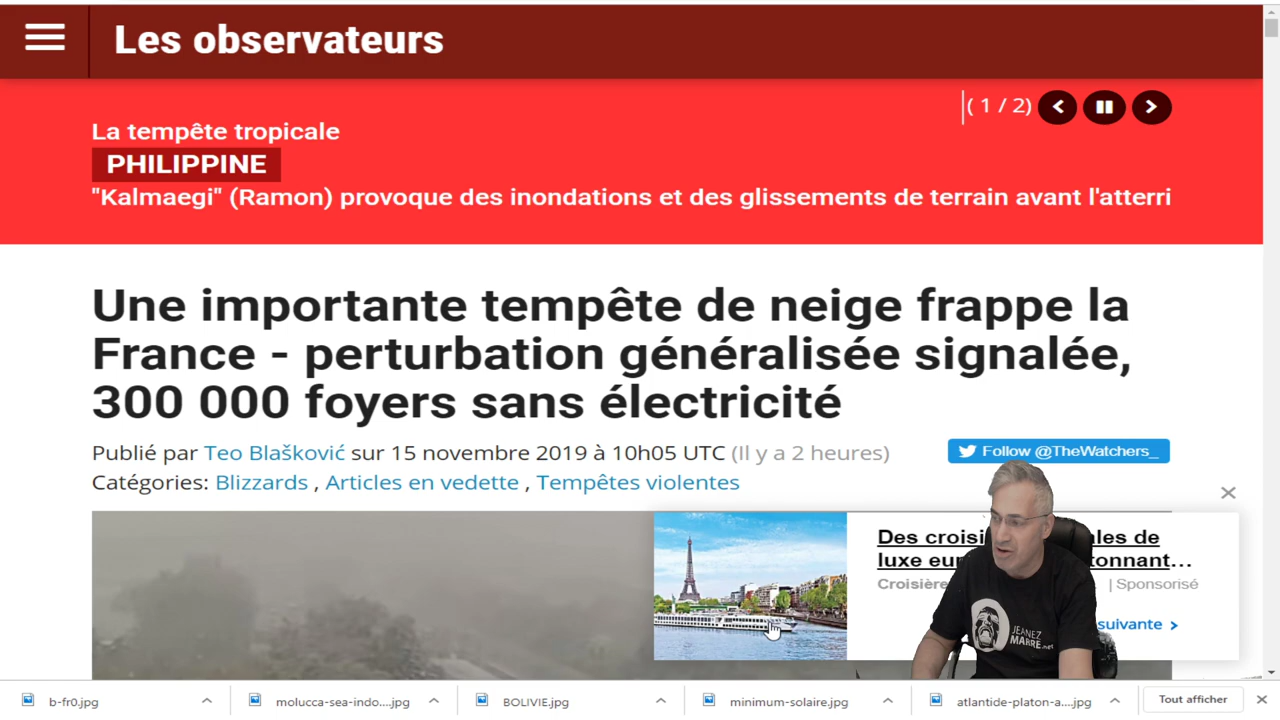 Les observateurs
( 1 / 2)
La tempête tropicale
PHILIPPINE
"Kalmaegi" (Ramon) provoque des inondations et des glissements de terrain avant l'atterri
Une importante tempête de neige frappe la
France - perturbation généralisée signalée,
300 000 foyers sans électricité
Publié par Teo Blašković sur 15 novembre 2019 à 10h05 UTC (Il y a 2 heures)
Follow @TheWatchers_
Catégories: Blizzards , Articles en vedette , Tempêtes violentes
Des croisi ales de
luxe eur tonnant...
Croisière | Sponsorisé
suivante >
JEANEZ
MARRE.net
b-fr0.jpg
molucca-sea-indo....jpg
BOLIVIE.jpg
minimum-solaire.jpg
atlantide-platon-a....jpg
Tout afficher